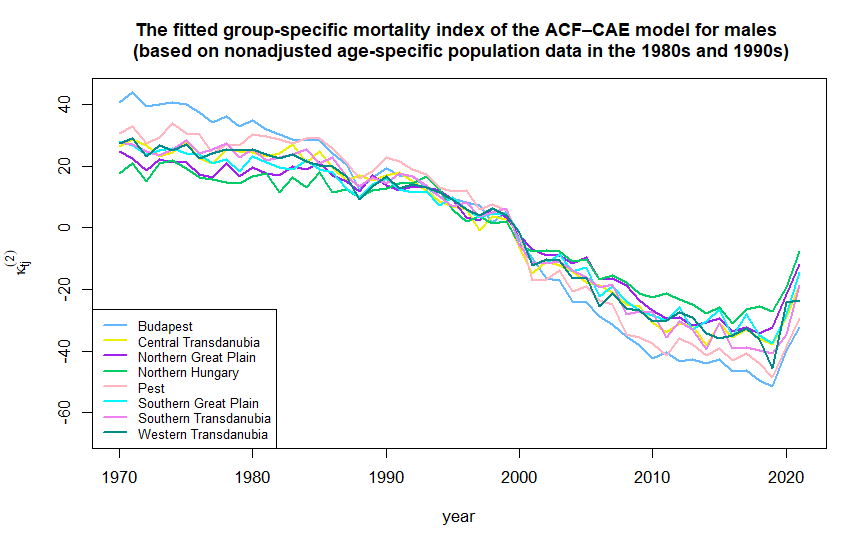 The fitted group-specific mortality index of the ACF–CAE model for males
(based on nonadjusted age-specific population data in the 1980s and 1990s)
κtj(2)
40
20
0
-20
-40
-60
Budapest
Central Transdanubia
Northern Great Plain
Northern Hungary
Pest
Southern Great Plain
Southern Transdanubia
Western Transdanubia
1970
1980
1990
2000
2010
2020
year